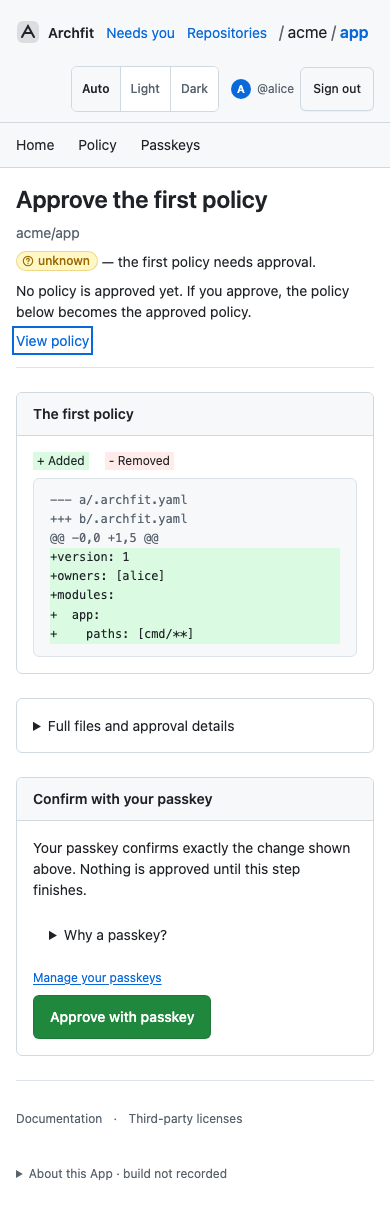 Archfit Needs you Repositories / acme / app
Auto Light Dark A @alice Sign out
Home Policy Passkeys
Approve the first policy
acme/app
unknown — the first policy needs approval.
No policy is approved yet. If you approve, the policy
below becomes the approved policy.
View policy
The first policy
+ Added - Removed
--- a/.archfit.yaml
+++ b/.archfit.yaml
@@ -0,0 +1,5 @@
+version: 1
+owners: [alice]
+modules:
+  app:
+    paths: [cmd/**]
Full files and approval details
Confirm with your passkey
Your passkey confirms exactly the change shown
above. Nothing is approved until this step
finishes.
Why a passkey?
Manage your passkeys
Approve with passkey
Documentation · Third-party licenses
About this App · build not recorded